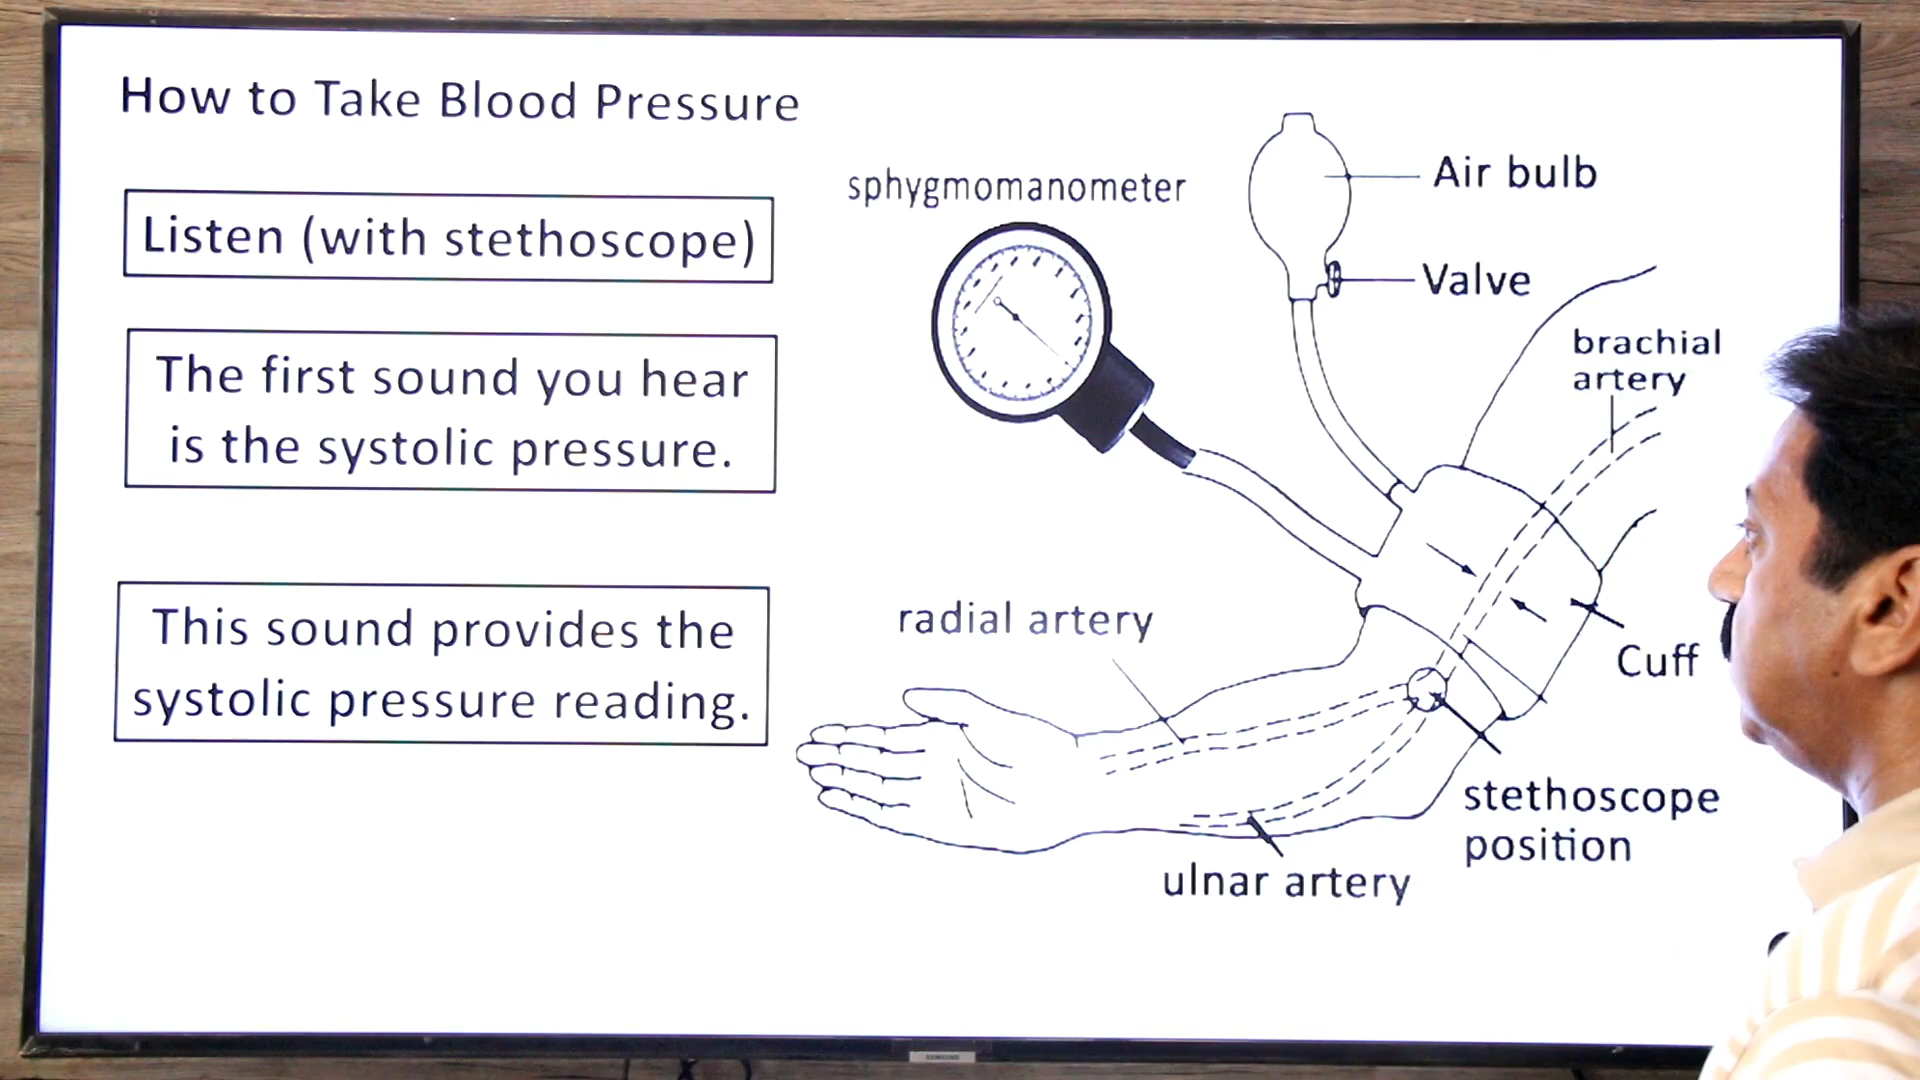 How to Take Blood Pressure
Listen (with stethoscope)
The first sound you hear
is the systolic pressure.
This sound provides the
systolic pressure reading.
sphygmomanometer
Air bulb
Valve
brachial
artery
radial artery
Cuff
stethoscope
position
ulnar artery
SAMSUNG